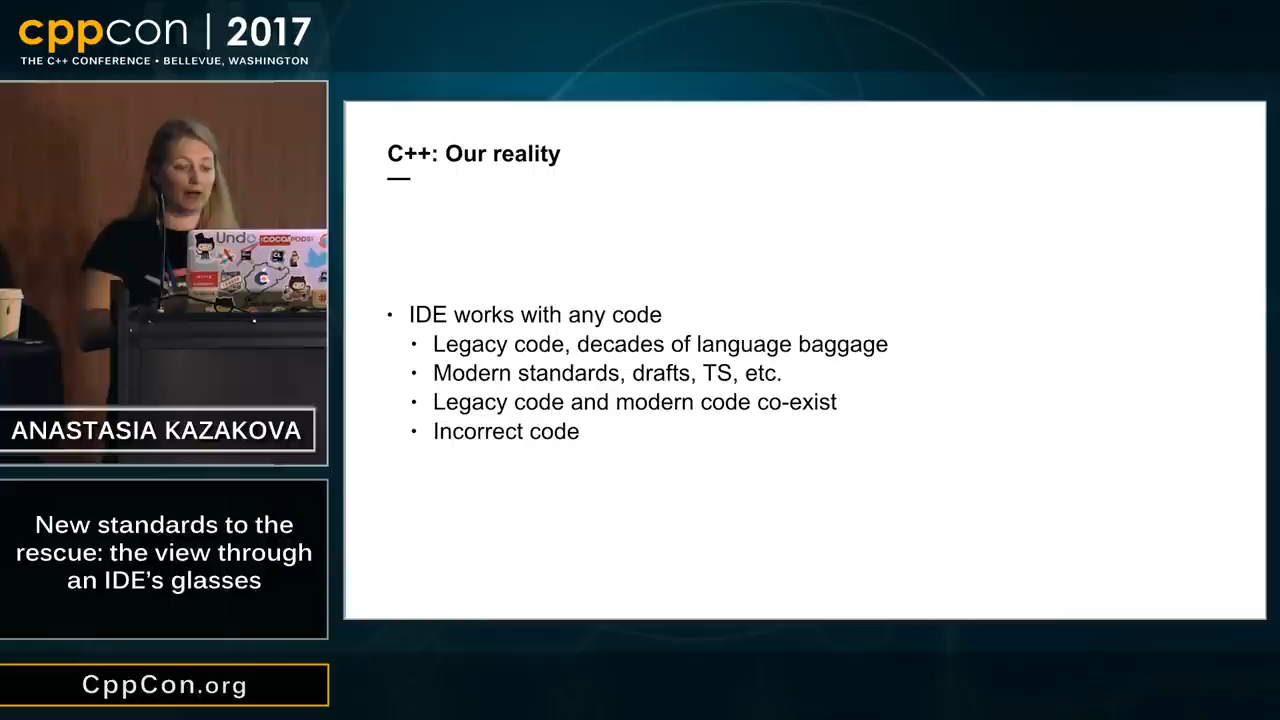 cppcon | 2017
THE C++ CONFERENCE • BELLEVUE, WASHINGTON
C++: Our reality
• IDE works with any code
• Legacy code, decades of language baggage
• Modern standards, drafts, TS, etc.
• Legacy code and modern code co-exist
• Incorrect code
Undo
ANASTASIA KAZAKOVA
New standards to the
rescue: the view through
an IDE's glasses
CppCon.org